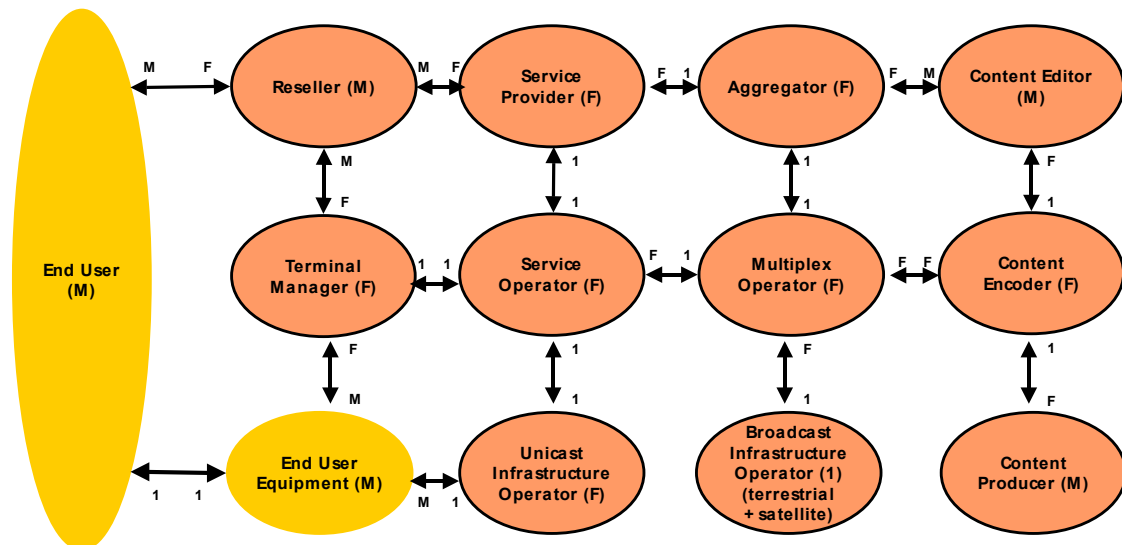 M F
Reseller (M)
M F
Service
Provider (F)
F 1
Aggregator (F)
F M
Content Editor
(M)
M
F
1
1
1
1
F
1
End User
(M)
Terminal
Manager (F)
1 1
Service
Operator (F)
F 1
Multiplex
Operator (F)
F F
Content
Encoder (F)
F
M
1
1
F
1
1
F
1 1
End User
Equipment (M)
M 1
Unicast
Infrastructure
Operator (F)
Broadcast
Infrastructure
Operator (1)
(terrestrial
+ satellite)
Content
Producer (M)